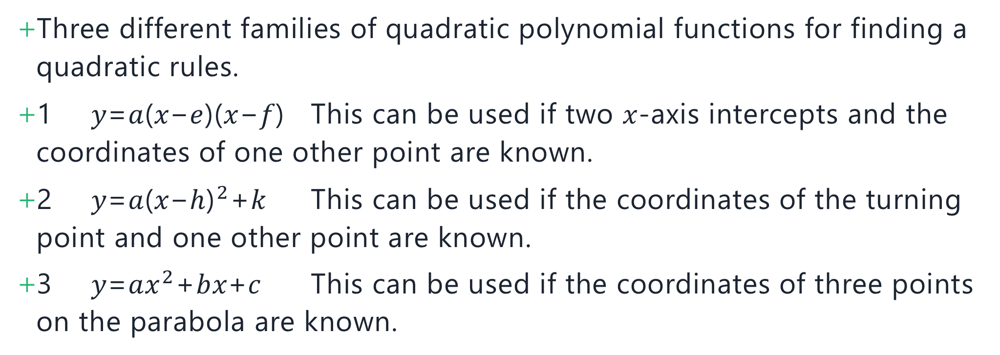 +Three different families of quadratic polynomial functions for finding a
quadratic rules.
+1 y=a(x−e)(x−f) This can be used if two x-axis intercepts and the
coordinates of one other point are known.
+2 y=a(x−h)²+k This can be used if the coordinates of the turning
point and one other point are known.
+3 y=ax²+bx+c This can be used if the coordinates of three points
on the parabola are known.